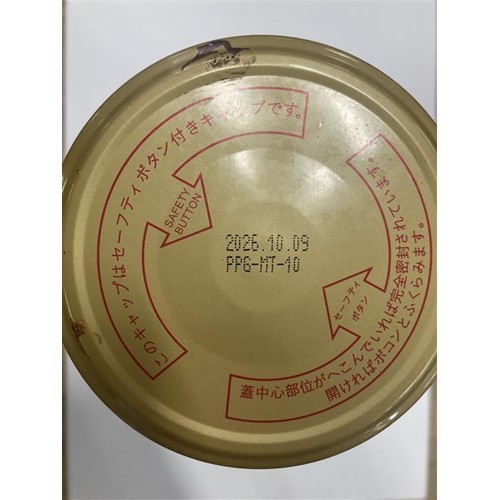 このキャップはセーフティボタン付きキャップです。
SAFETY
BUTTON
2026.10.09
PPG-MT-10
セーフティ
ボタン
蓋中心部位がへこんでいれば完全密封されています。
開ければポコンとふくらみます。